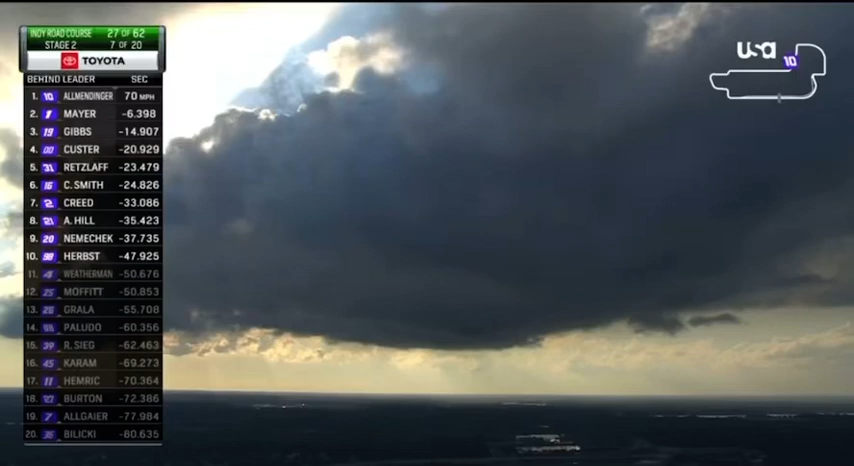 INDY ROAD COURSE 27 OF 62
STAGE 2 7 OF 20
TOYOTA
BEHIND LEADER SEC
1. 10 ALLMENDINGER 70 MPH
2. 1 MAYER -6.398
3. 19 GIBBS -14.907
4. 00 CUSTER -20.929
5. 31 RETZLAFF -23.479
6. 16 C. SMITH -24.826
7. 2 CREED -33.086
8. 21 A. HILL -35.423
9. 20 NEMECHEK -37.735
10. 98 HERBST -47.925
11. 4 WEATHERMAN -50.676
12. 25 MOFFITT -50.853
13. 26 GRALA -55.708
14. PALUDO -60.356
15. 39 R. SIEG -62.463
16. 45 KARAM -69.273
17. 11 HEMRIC -70.364
18. 27 BURTON -72.386
19. 7 ALLGAIER -77.984
20. BILICKI -80.635
usa
10